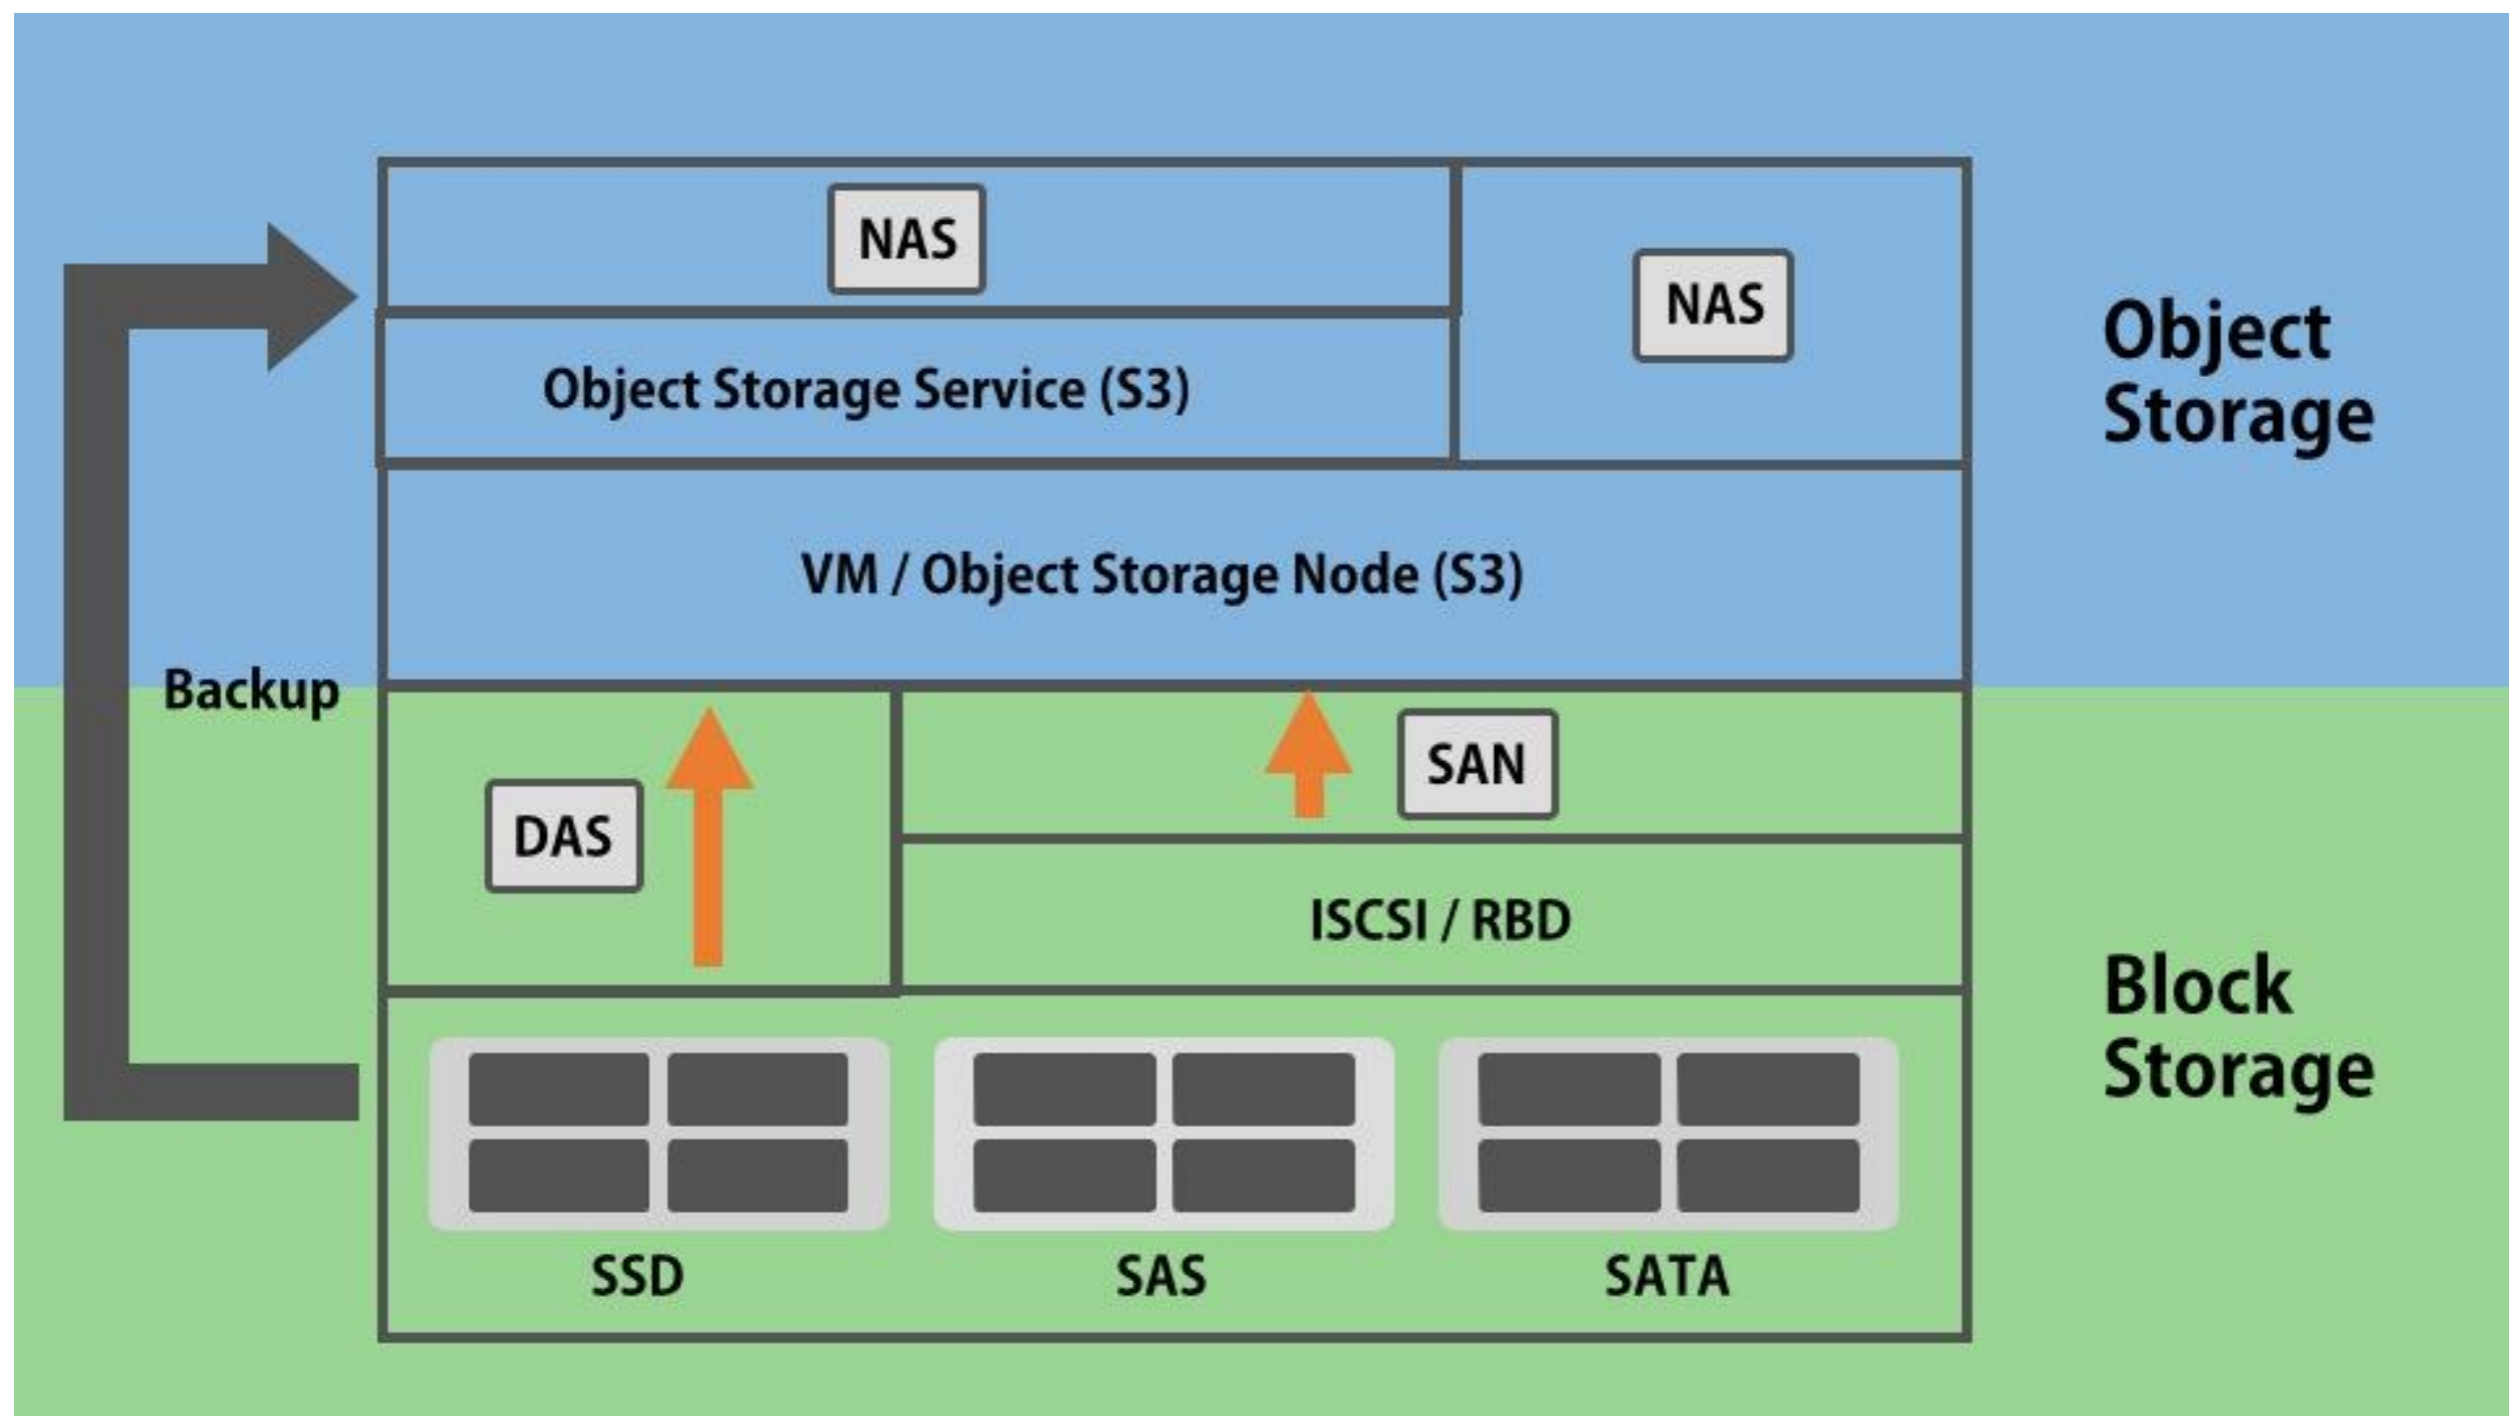 NAS
NAS
Object Storage Service (S3)
Object
Storage
VM / Object Storage Node (S3)
Backup
SAN
DAS
ISCSI / RBD
Block
Storage
SSD
SAS
SATA